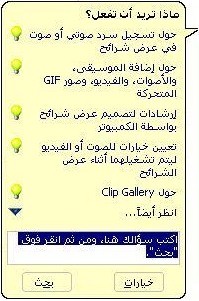 ماذا تريد أن تفعل؟
حول تسجيل سرد صوتي أو صوت
في عرض شرائح
حول إضافة الموسيقى،
والأصوات، والفيديو، وصور GIF
المتحركة
إرشادات لتصميم عرض شرائح
بواسطة الكمبيوتر
تعيين خيارات للصوت أو الفيديو
ليتم تشغيلهما أثناء عرض
الشرائح
حول Clip Gallery
انظر أيضاً...
اكتب سؤالك هنا، ومن ثم انقر فوق
"بحث".
خيارات
بحث